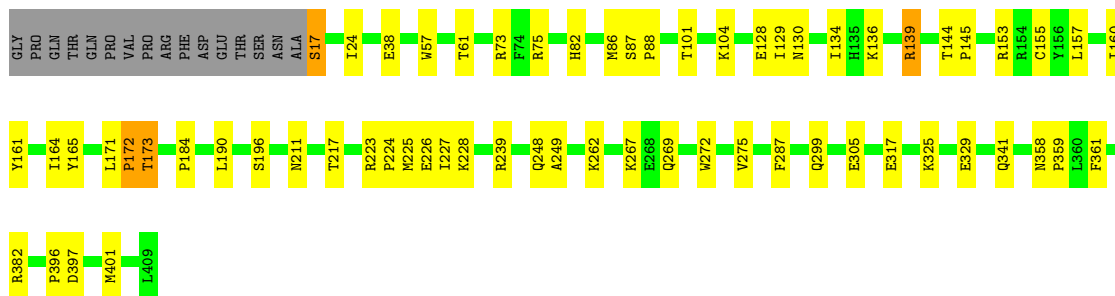 GLY PRO GLN THR GLN PRO VAL PRO ARG PHE ASP GLU THR SER ASN ALA S17 I24 E38 W57 T61 R73 F74 R75 H82 M86 S87 P88 T101 K104 E128 I129 N130 I134 H135 K136 R139 T144 P145 R153 R154 C155 Y156 L157 I160
Y161 I164 Y165 L171 P172 T173 P184 L190 S196 N211 T217 R223 P224 M225 E226 I227 K228 R239 Q248 A249 K262 K267 E268 Q269 W272 V275 F287 Q299 E305 E317 K325 E329 Q341 N358 P359 L360 F361
R382 P396 D397 M401 L409